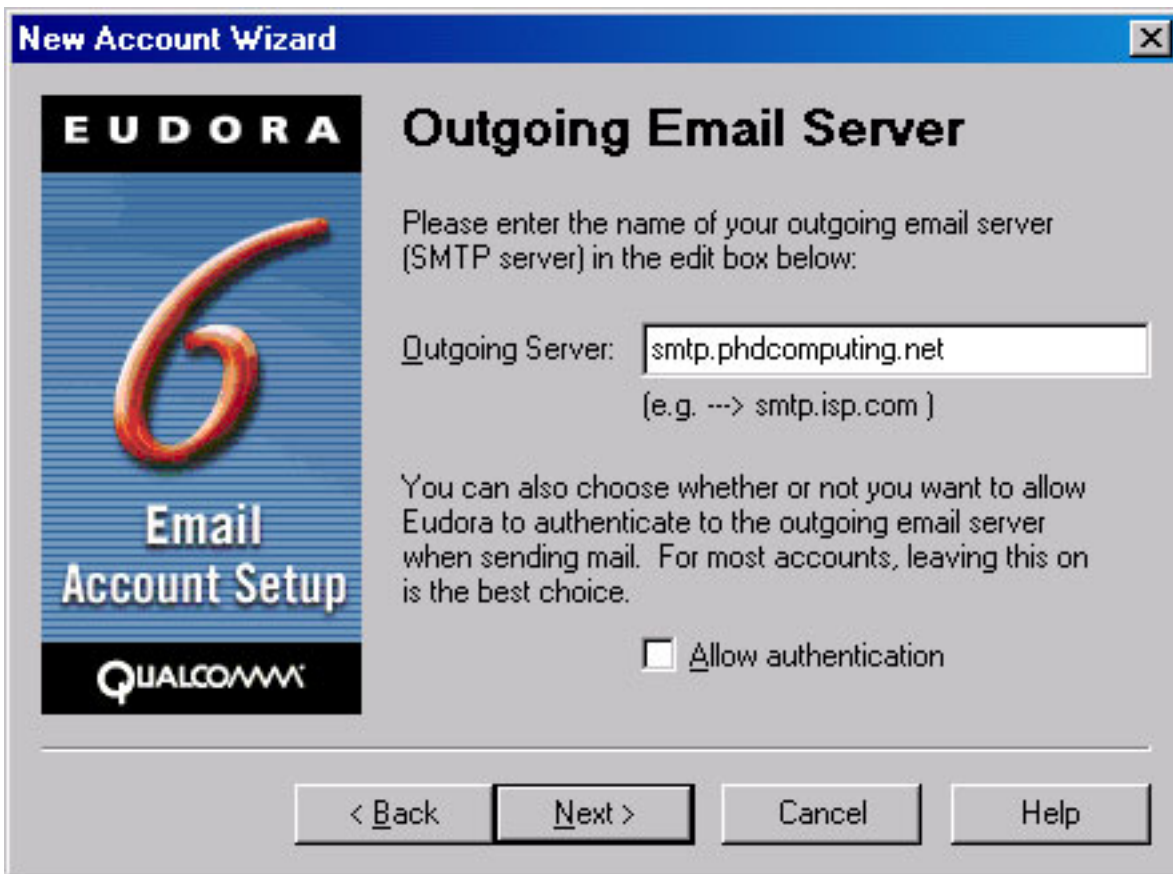 New Account Wizard
EUDORA
6
Email
Account Setup
QUALCOMM
Outgoing Email Server
Please enter the name of your outgoing email server
(SMTP server) in the edit box below:
Outgoing Server: smtp.phdcomputing.net
(e.g. ---> smtp.isp.com )
You can also choose whether or not you want to allow
Eudora to authenticate to the outgoing email server
when sending mail.  For most accounts, leaving this on
is the best choice.
Allow authentication
< Back Next > Cancel Help